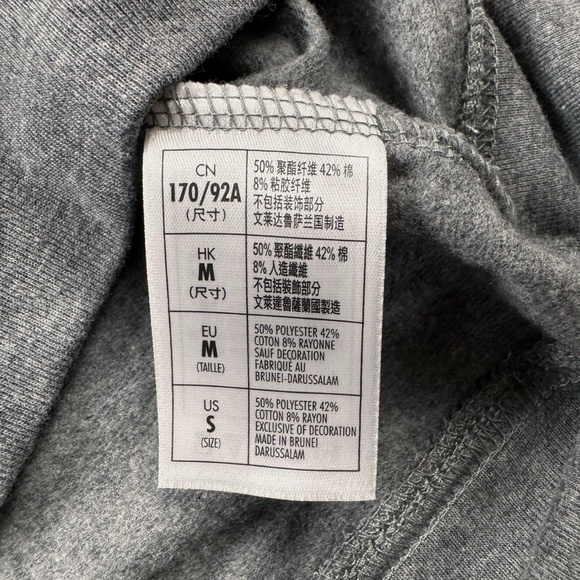 CN
170/92A
(尺寸)
50% 聚酯纤维 42% 棉
8% 粘胶纤维
不包括装饰部分
文莱达鲁萨兰国制造
HK
M
(尺寸)
50% 聚酯纖維 42% 棉
8% 人造纖維
不包括裝飾部分
文萊達魯薩蘭國製造
EU
M
(TAILLE)
50% POLYESTER 42%
COTON 8% RAYONNE
SAUF DECORATION
FABRIQUÉ AU
BRUNEI-DARUSSALAM
US
S
(SIZE)
50% POLYESTER 42%
COTTON 8% RAYON
EXCLUSIVE OF DECORATION
MADE IN BRUNEI
DARUSSALAM